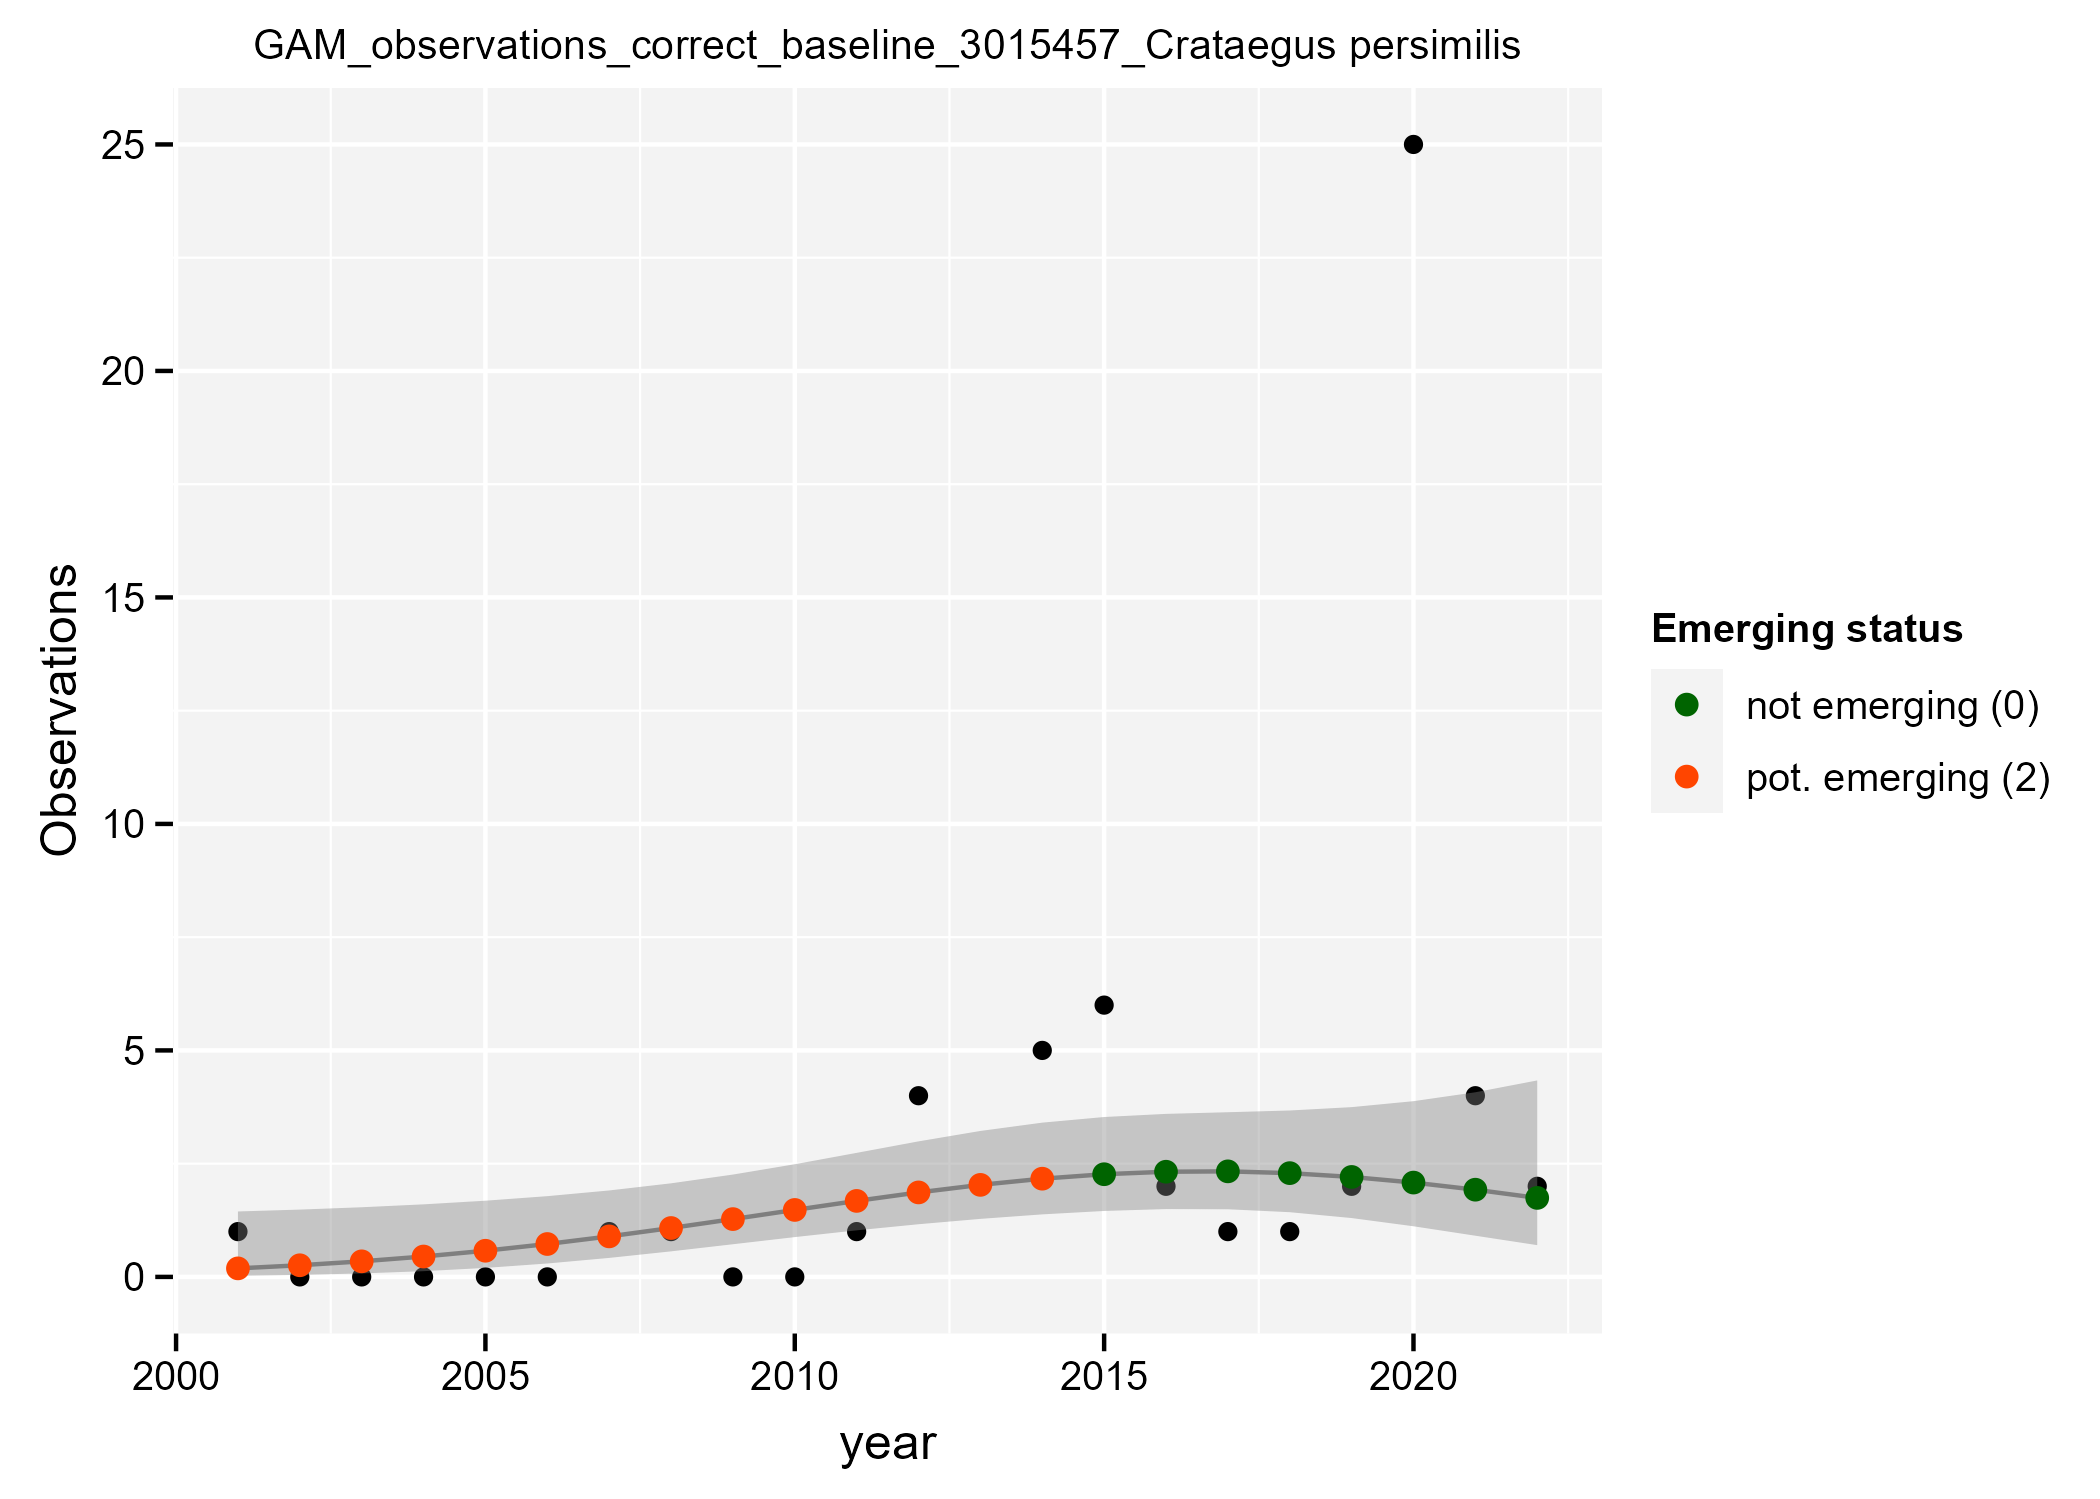 GAM_observations_correct_baseline_3015457_Crataegus persimilis
25
20
15
10
5
0
Observations
2000
2005
2010
2015
2020
year
Emerging status
not emerging (0)
pot. emerging (2)